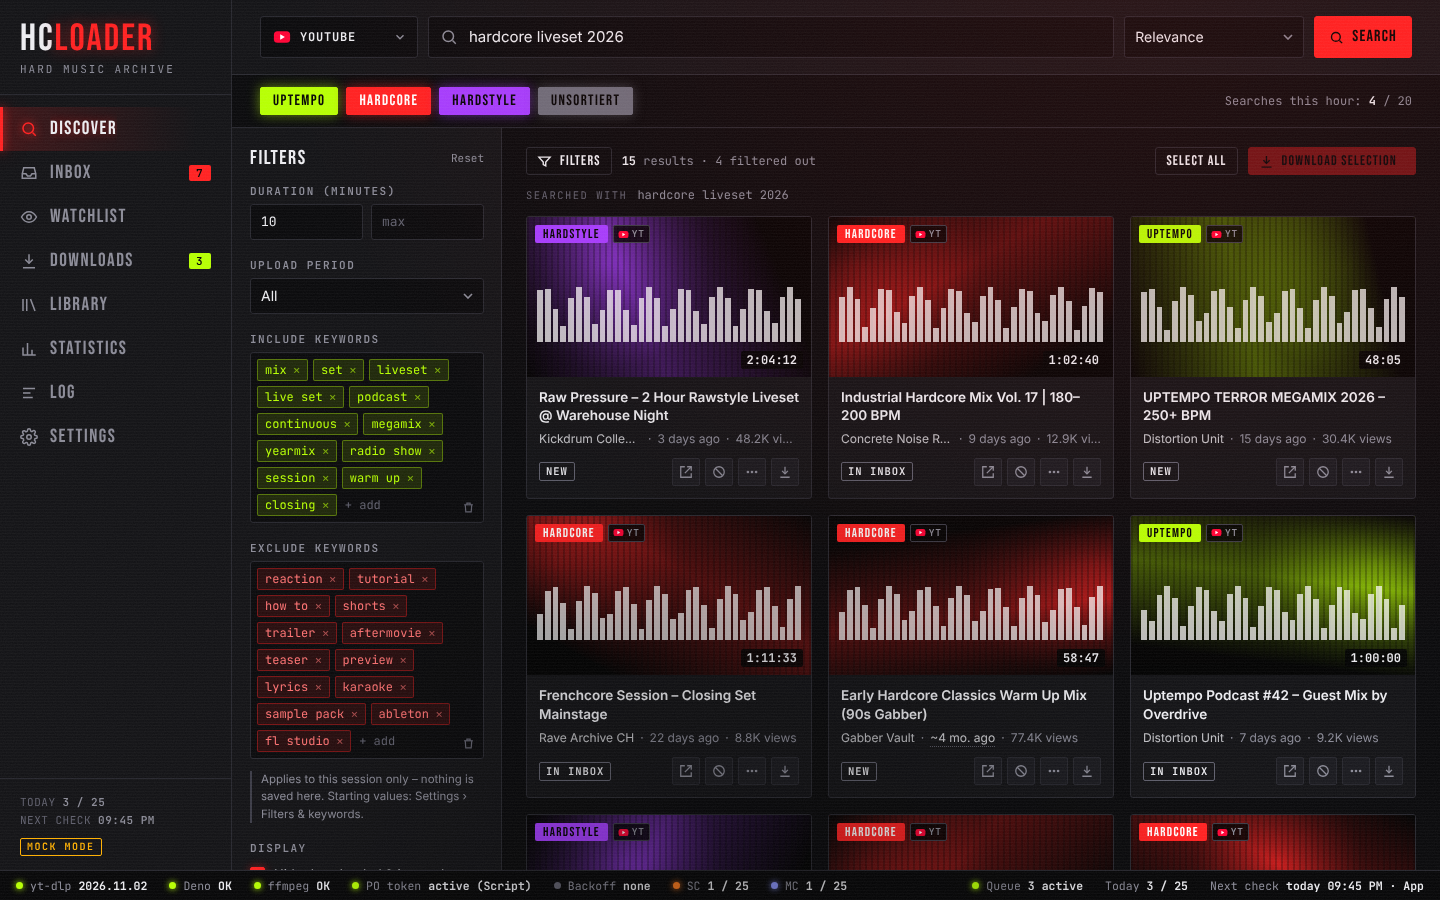 HCLOADER
HARD MUSIC ARCHIVE
DISCOVER
INBOX 7
WATCHLIST
DOWNLOADS 3
LIBRARY
STATISTICS
LOG
SETTINGS
TODAY 3 / 25
NEXT CHECK 09:45 PM
MOCK MODE
YOUTUBE
hardcore liveset 2026
Relevance
SEARCH
UPTEMPO HARDCORE HARDSTYLE UNSORTIERT
Searches this hour: 4 / 20
FILTERS Reset
DURATION (MINUTES)
10 max
UPLOAD PERIOD
All
INCLUDE KEYWORDS
mix × set × liveset ×
live set × podcast ×
continuous × megamix ×
yearmix × radio show ×
session × warm up ×
closing × + add
EXCLUDE KEYWORDS
reaction × tutorial ×
how to × shorts ×
trailer × aftermovie ×
teaser × preview ×
lyrics × karaoke ×
sample pack × ableton ×
fl studio × + add
Applies to this session only – nothing is
saved here. Starting values: Settings ›
Filters & keywords.
DISPLAY
FILTERS 15 results · 4 filtered out
SELECT ALL DOWNLOAD SELECTION
SEARCHED WITH hardcore liveset 2026
HARDSTYLE YT
2:04:12
Raw Pressure – 2 Hour Rawstyle Liveset
@ Warehouse Night
Kickdrum Colle... · 3 days ago · 48.2K vi...
NEW
HARDCORE YT
1:02:40
Industrial Hardcore Mix Vol. 17 | 180–
200 BPM
Concrete Noise R... · 9 days ago · 12.9K vi...
IN INBOX
UPTEMPO YT
48:05
UPTEMPO TERROR MEGAMIX 2026 –
250+ BPM
Distortion Unit · 15 days ago · 30.4K views
NEW
HARDCORE YT
1:11:33
Frenchcore Session – Closing Set
Mainstage
Rave Archive CH · 22 days ago · 8.8K views
IN INBOX
HARDCORE YT
58:47
Early Hardcore Classics Warm Up Mix
(90s Gabber)
Gabber Vault · ~4 mo. ago · 77.4K views
NEW
UPTEMPO YT
1:00:00
Uptempo Podcast #42 – Guest Mix by
Overdrive
Distortion Unit · 7 days ago · 9.2K views
IN INBOX
HARDSTYLE YT
HARDCORE YT
HARDCORE YT
yt-dlp 2026.11.02 Deno OK ffmpeg OK PO token active (Script) Backoff none SC 1 / 25 MC 1 / 25 Queue 3 active Today 3 / 25 Next check today 09:45 PM · App